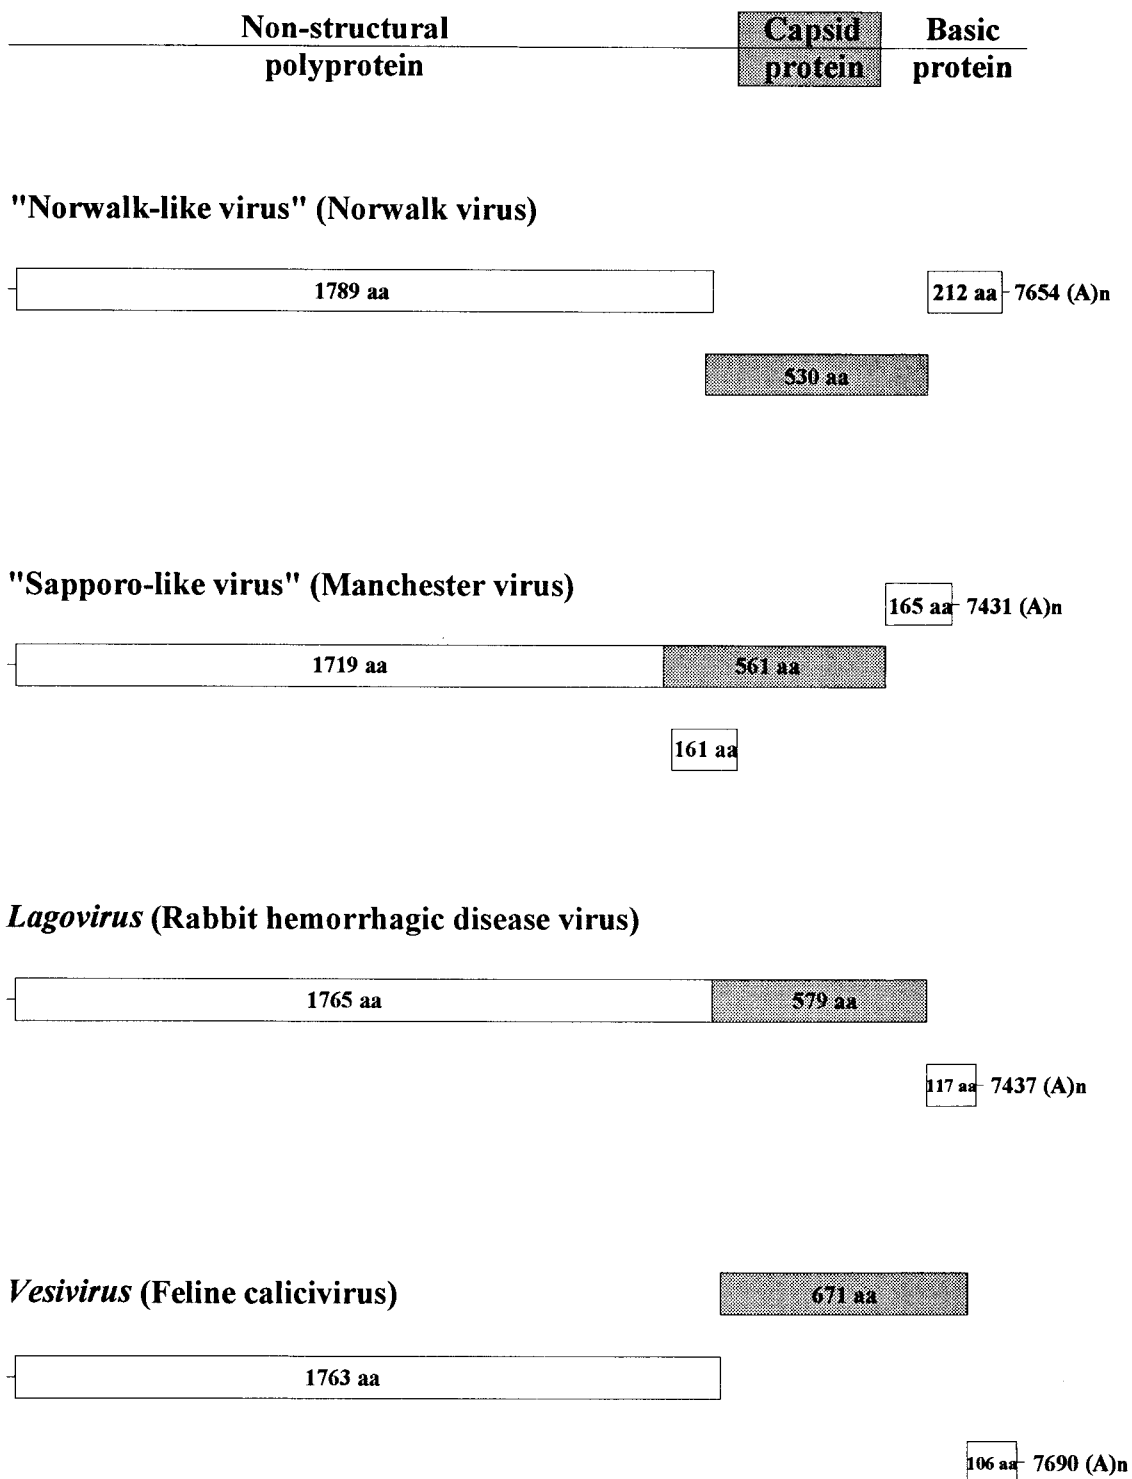 Non-structural
polyprotein
Capsid
protein
Basic
protein
"Norwalk-like virus" (Norwalk virus)
1789 aa
212 aa
7654 (A)n
530 aa
"Sapporo-like virus" (Manchester virus)
165 aa
7431 (A)n
1719 aa
561 aa
161 aa
Lagovirus (Rabbit hemorrhagic disease virus)
1765 aa
579 aa
117 aa
7437 (A)n
Vesivirus (Feline calicivirus)
671 aa
1763 aa
106 aa
7690 (A)n